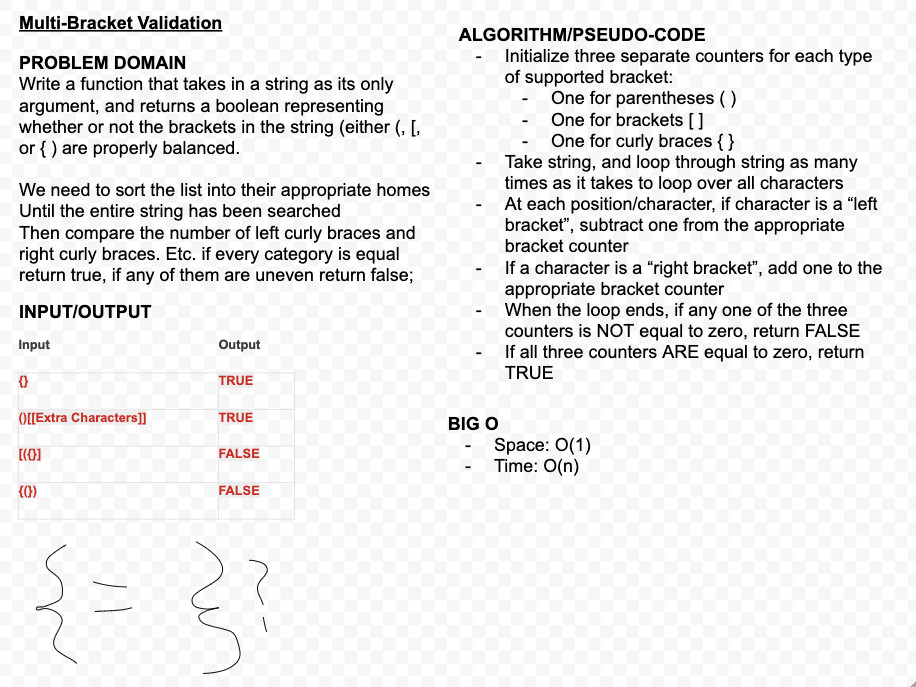 Multi-Bracket Validation
PROBLEM DOMAIN
Write a function that takes in a string as its only
argument, and returns a boolean representing
whether or not the brackets in the string (either (, [,
or { ) are properly balanced.
We need to sort the list into their appropriate homes
Until the entire string has been searched
Then compare the number of left curly braces and
right curly braces. Etc. if every category is equal
return true, if any of them are uneven return false;
INPUT/OUTPUT
Input Output
{} TRUE
()[[Extra Characters]] TRUE
[({}] FALSE
{(}) FALSE
{ = } ?
ALGORITHM/PSEUDO-CODE
- Initialize three separate counters for each type
of supported bracket:
- One for parentheses ( )
- One for brackets [ ]
- One for curly braces { }
- Take string, and loop through string as many
times as it takes to loop over all characters
- At each position/character, if character is a “left
bracket”, subtract one from the appropriate
bracket counter
- If a character is a “right bracket”, add one to the
appropriate bracket counter
- When the loop ends, if any one of the three
counters is NOT equal to zero, return FALSE
- If all three counters ARE equal to zero, return
TRUE
BIG O
- Space: O(1)
- Time: O(n)